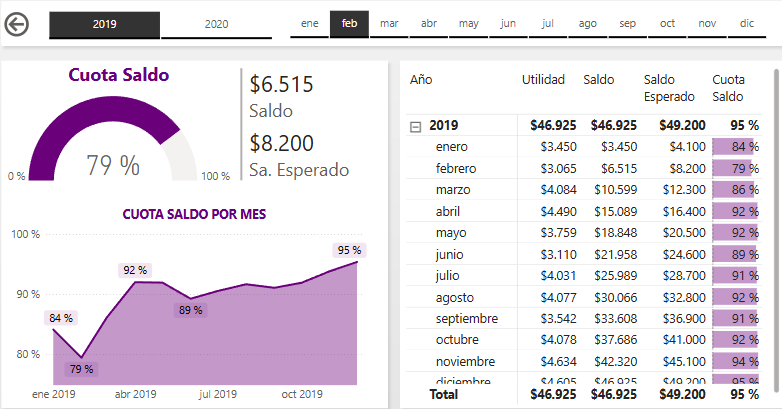 2019 2020 ene feb mar abr may jun jul ago sep oct nov dic
Cuota Saldo
79 %
0 % 100 %
$6.515
Saldo
$8.200
Sa. Esperado
CUOTA SALDO POR MES
100 %
90 %
80 %
84 %
79 %
92 %
89 %
95 %
ene 2019 abr 2019 jul 2019 oct 2019
Año Utilidad Saldo Saldo Esperado Cuota Saldo
2019 $46.925 $46.925 $49.200 95 %
enero $3.450 $3.450 $4.100 84 %
febrero $3.065 $6.515 $8.200 79 %
marzo $4.084 $10.599 $12.300 86 %
abril $4.490 $15.089 $16.400 92 %
mayo $3.759 $18.848 $20.500 92 %
junio $3.110 $21.958 $24.600 89 %
julio $4.031 $25.989 $28.700 91 %
agosto $4.077 $30.066 $32.800 92 %
septiembre $3.542 $33.608 $36.900 91 %
octubre $4.078 $37.686 $41.000 92 %
noviembre $4.634 $42.320 $45.100 94 %
diciembre $4.605 $46.925 $49.200 95 %
Total $46.925 $46.925 $49.200 95 %